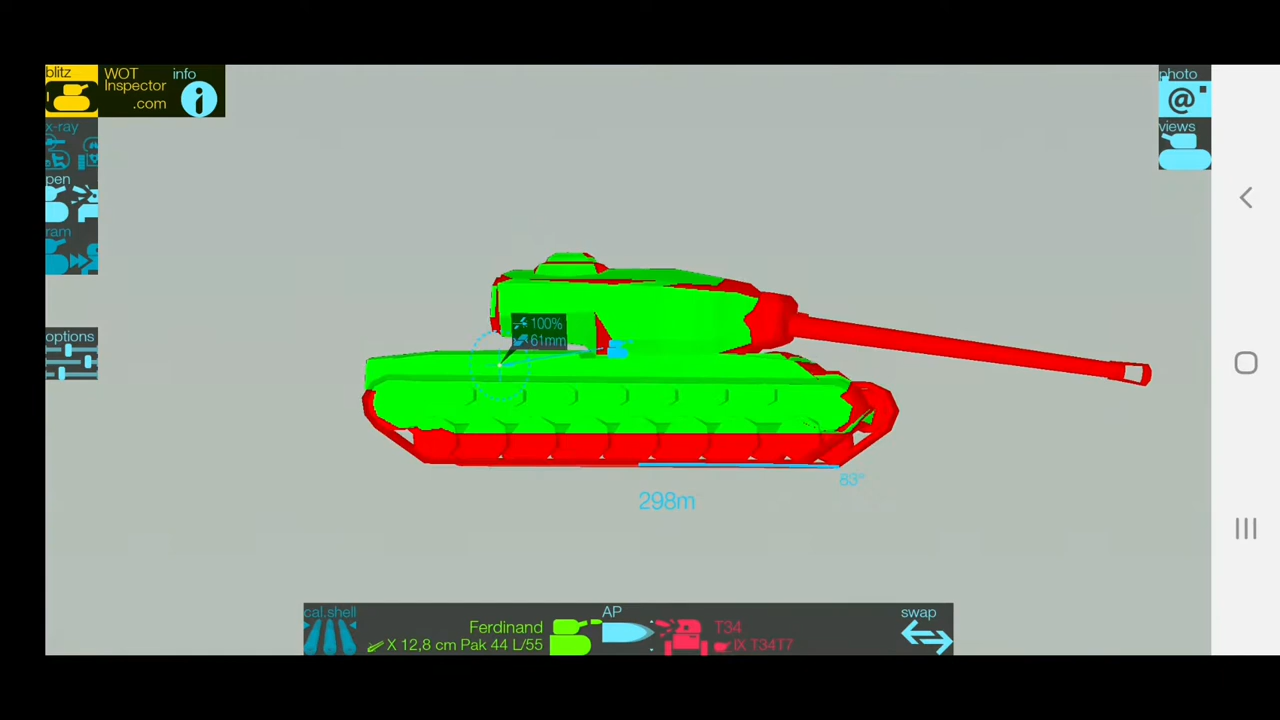 blitz
WOT
Inspector
.com
info
photo
@
x-ray
views
pen
ram
100%
61mm
options
83°
298m
cal.shell
AP
swap
Ferdinand
X 12,8 cm Pak 44 L/55
T34
IX T34T7